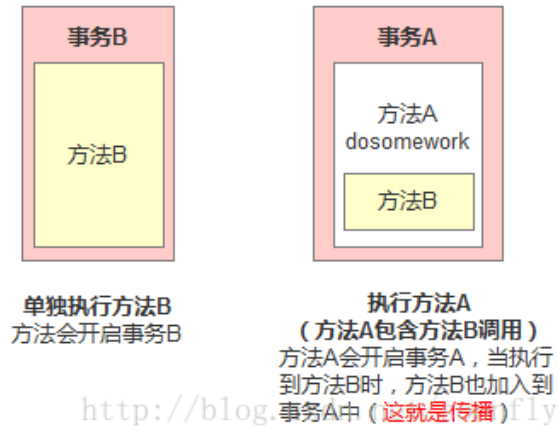 事务B
方法B
单独执行方法B
方法会开启事务B
事务A
方法A
dosomework
方法B
执行方法A
（方法A包含方法B调用）
方法A会开启事务A，当执行
到方法B时，方法B也加入到
事务A中（这就是传播）
http://blog.